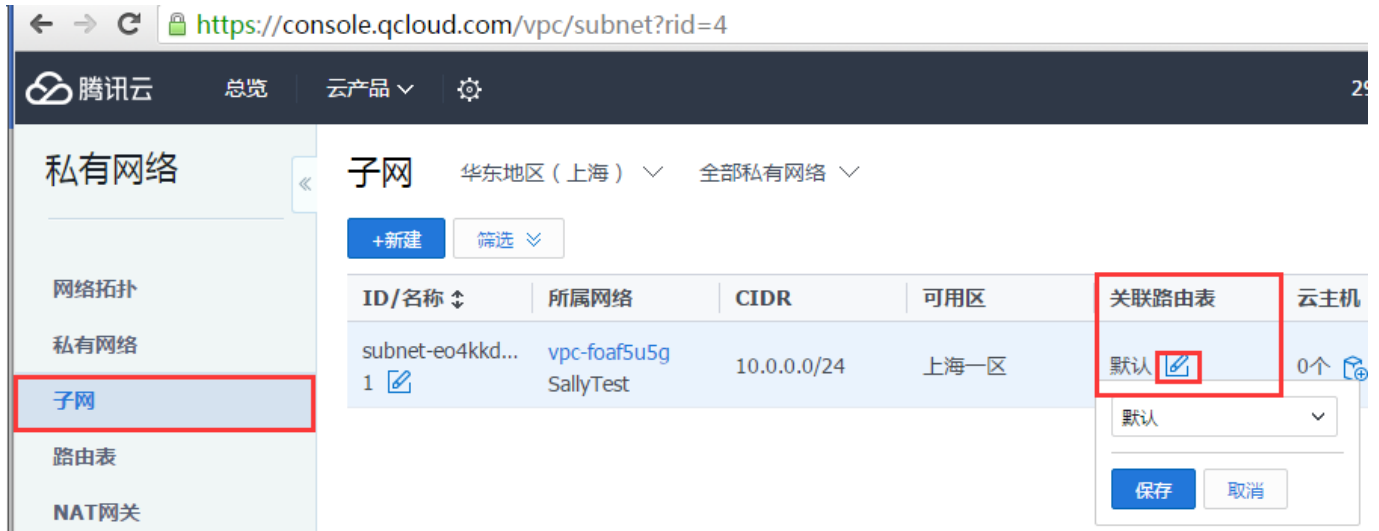 https://console.qcloud.com/vpc/subnet?rid=4
腾讯云 总览 云产品 29
私有网络
子网 华东地区（上海） 全部私有网络
+新建 筛选
网络拓扑
私有网络
子网
路由表
NAT网关
ID/名称 所属网络 CIDR 可用区 关联路由表 云主机
subnet-eo4kkd... vpc-foaf5u5g 10.0.0.0/24 上海一区 默认 0个
1 SallyTest
默认
保存 取消